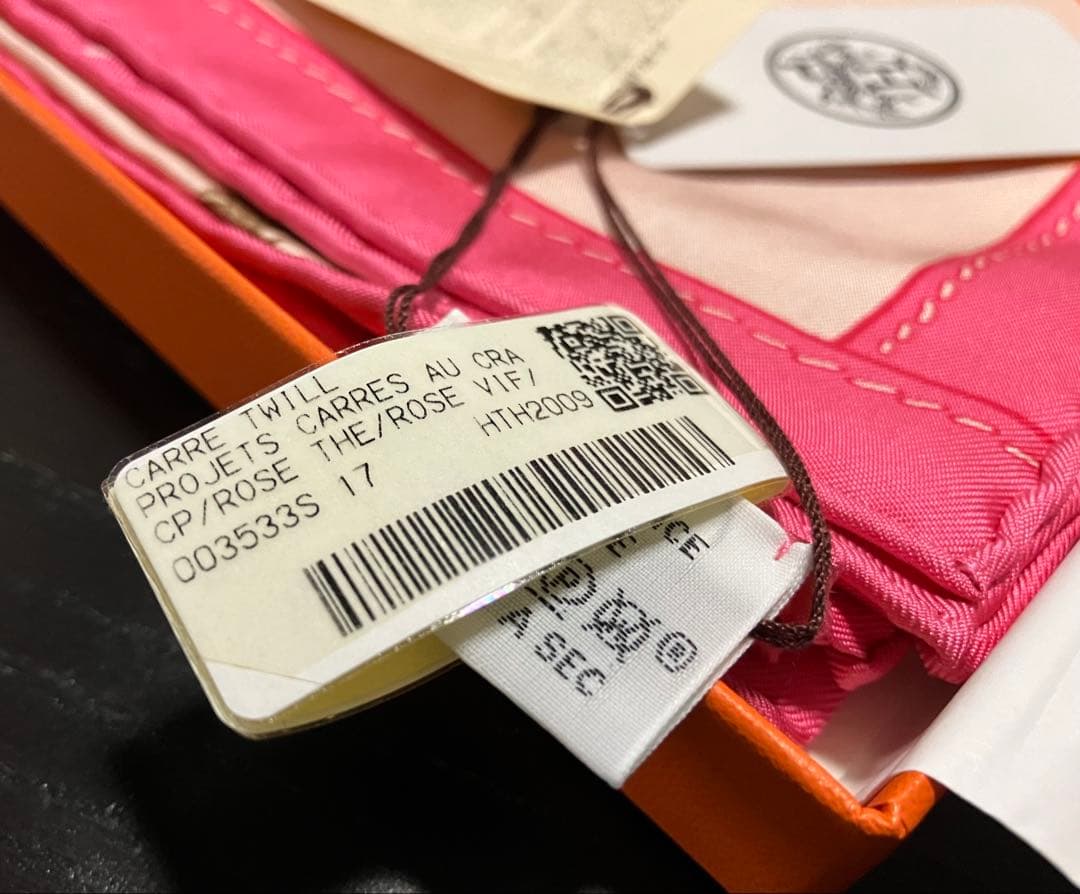 CARRE TWILL
PROJETS CARRES AU CRA
CP/ROSE THE/ROSE VIF/
HTH2009
003533S 17
A SEC